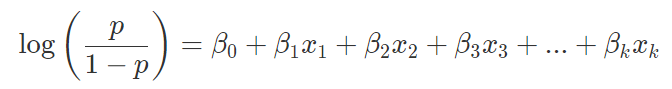 log(p/(1−p)) = β₀ + β₁x₁ + β₂x₂ + β₃x₃ + ... + βₖxₖ